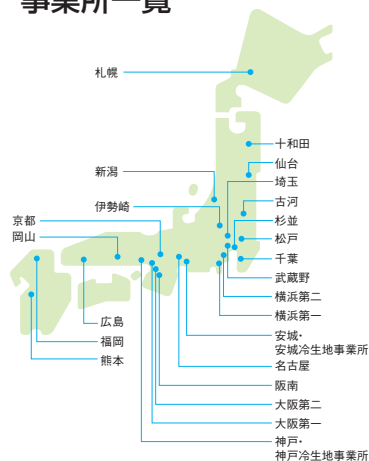 事業所一覧
札幌
十和田
仙台
新潟
埼玉
古河
伊勢崎
杉並
京都
岡山
松戸
千葉
武蔵野
横浜第二
横浜第一
広島
安城・
安城冷生地事業所
福岡
熊本
名古屋
阪南
大阪第二
大阪第一
神戸・
神戸冷生地事業所